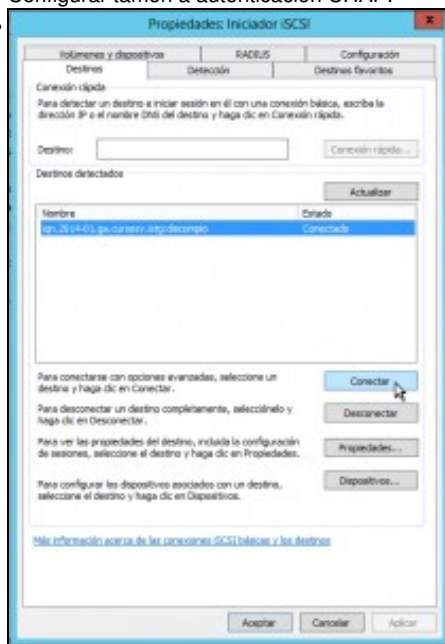 Configurar tamén a autenticación CHAP.
Propiedades: Iniciador iSCSI
Volúmenes y dispositivos
RADIUS
Configuración
Destinos
Detección
Destinos favoritos
Conexión rápida
Para detectar un destino e iniciar sesión en él con una conexión básica, escriba la
dirección IP o el nombre DNS del destino y haga clic en Conexión rápida.
Destino:
Conexión rápida...
Destinos detectados
Actualizar
Nombre
Estado
Conectado
Para conectarse con opciones avanzadas, seleccione un
destino y haga clic en Conectar.
Conectar
Para desconectar un destino completamente, selecciónelo y
haga clic en Desconectar.
Desconectar
Para ver las propiedades del destino, incluida la configuración
de sesiones, seleccione el destino y haga clic en Propiedades.
Propiedades...
Para configurar los dispositivos asociados con un destino,
seleccione el destino y haga clic en Dispositivos.
Dispositivos...
Más información acerca de las conexiones iSCSI básicas y los destinos
Aceptar
Cancelar
Aplicar